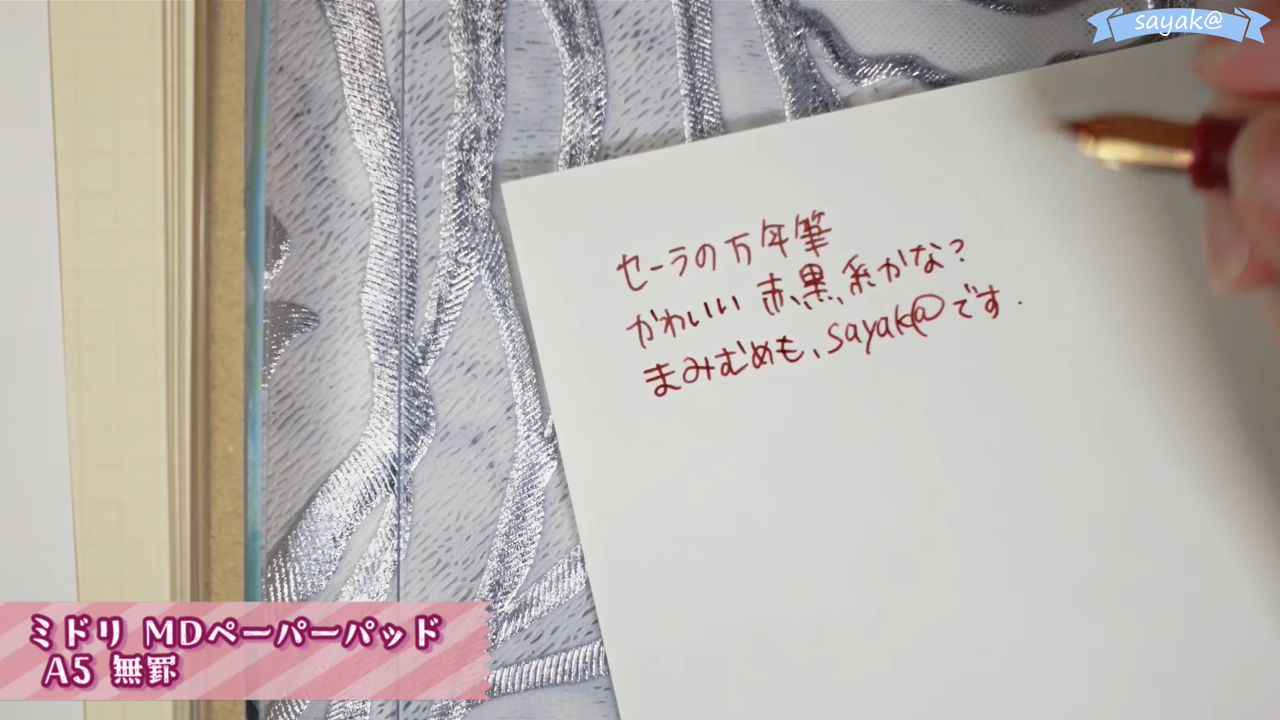 sayak@
セーラの万年筆
かわいい 赤、黒、系かな?
まみむめも、sayak@です.
ミドリ MDペーパーパッド
A5 無罫